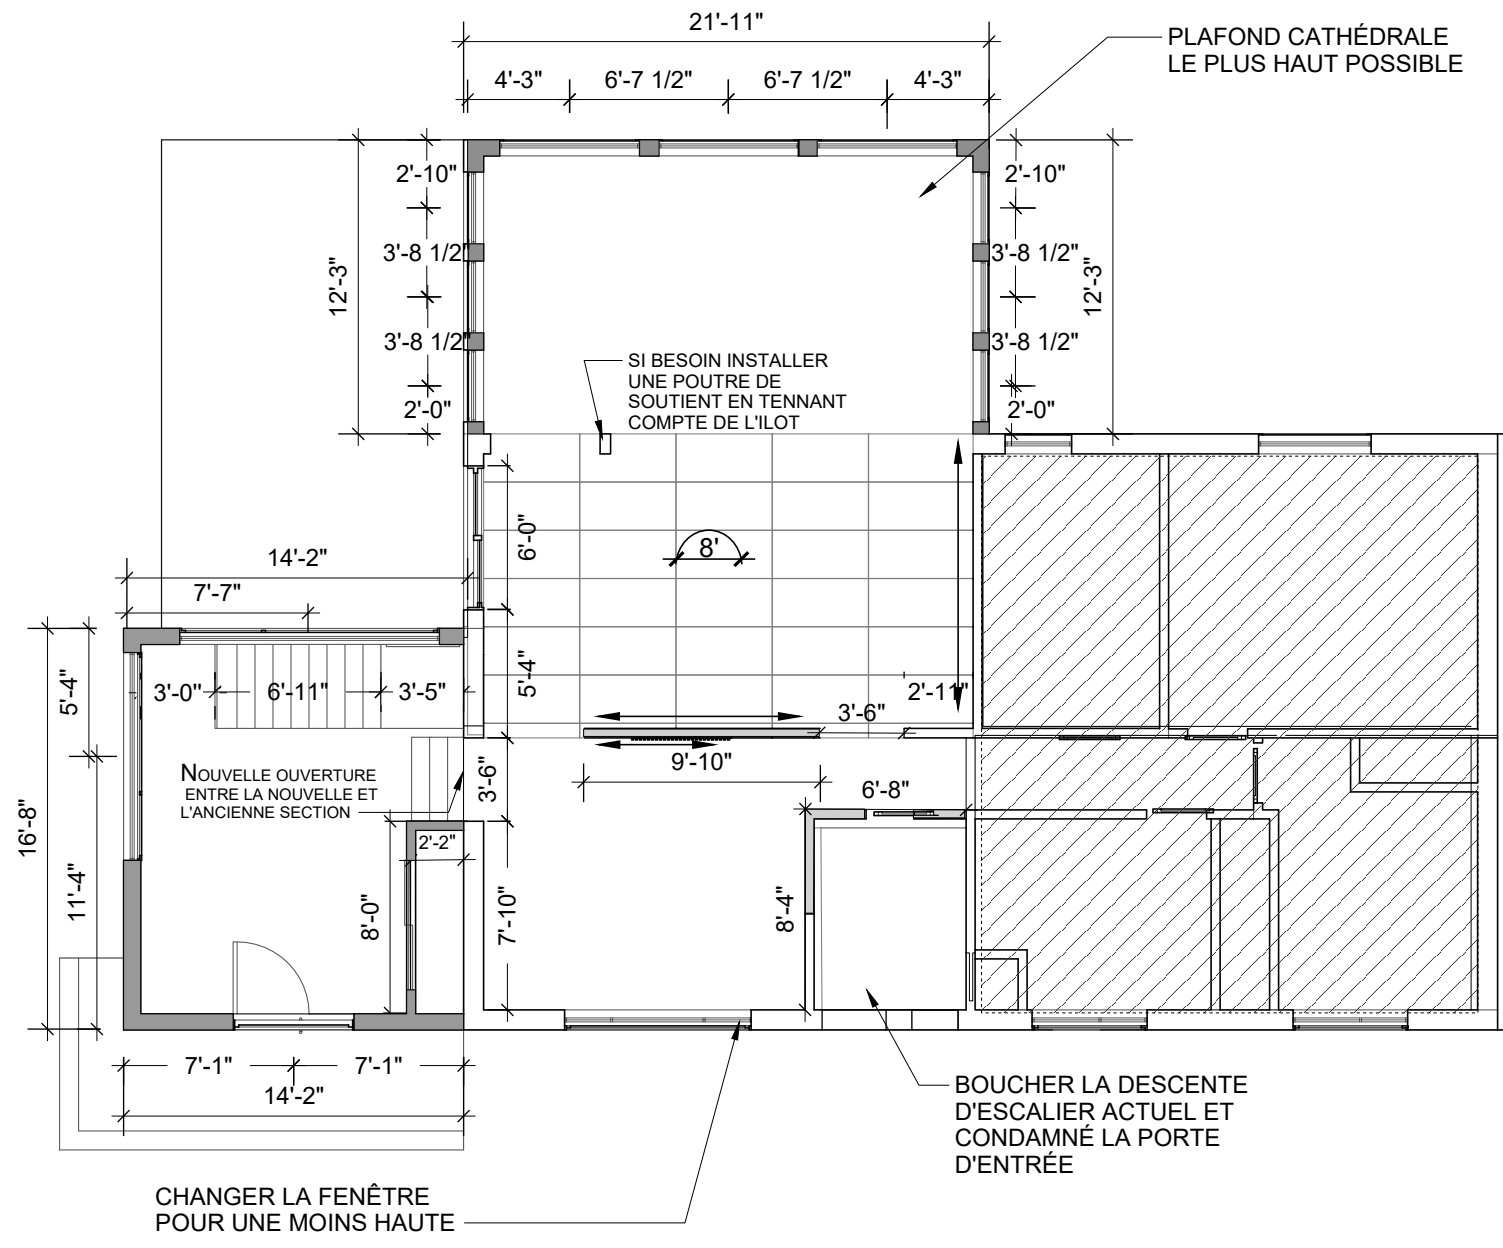 21'-11"
PLAFOND CATHÉDRALE
LE PLUS HAUT POSSIBLE
4'-3" 6'-7 1/2" 6'-7 1/2" 4'-3"
2'-10" 2'-10"
3'-8 1/2" 3'-8 1/2"
12'-3" 12'-3"
3'-8 1/2" 3'-8 1/2"
2'-0" 2'-0"
SI BESOIN INSTALLER
UNE POUTRE DE
SOUTIENT EN TENNANT
COMPTE DE L'ILOT
6'-0"
8'
14'-2"
7'-7"
5'-4"
3'-0" 6'-11" 3'-5"
5'-4"
2'-11"
3'-6"
9'-10"
NOUVELLE OUVERTURE
ENTRE LA NOUVELLE ET
L'ANCIENNE SECTION
3'-6"
6'-8"
16'-8"
2'-2"
11'-4"
8'-0"
7'-10"
8'-4"
7'-1" 7'-1"
14'-2"
BOUCHER LA DESCENTE
D'ESCALIER ACTUEL ET
CONDAMNÉ LA PORTE
D'ENTRÉE
CHANGER LA FENÊTRE
POUR UNE MOINS HAUTE